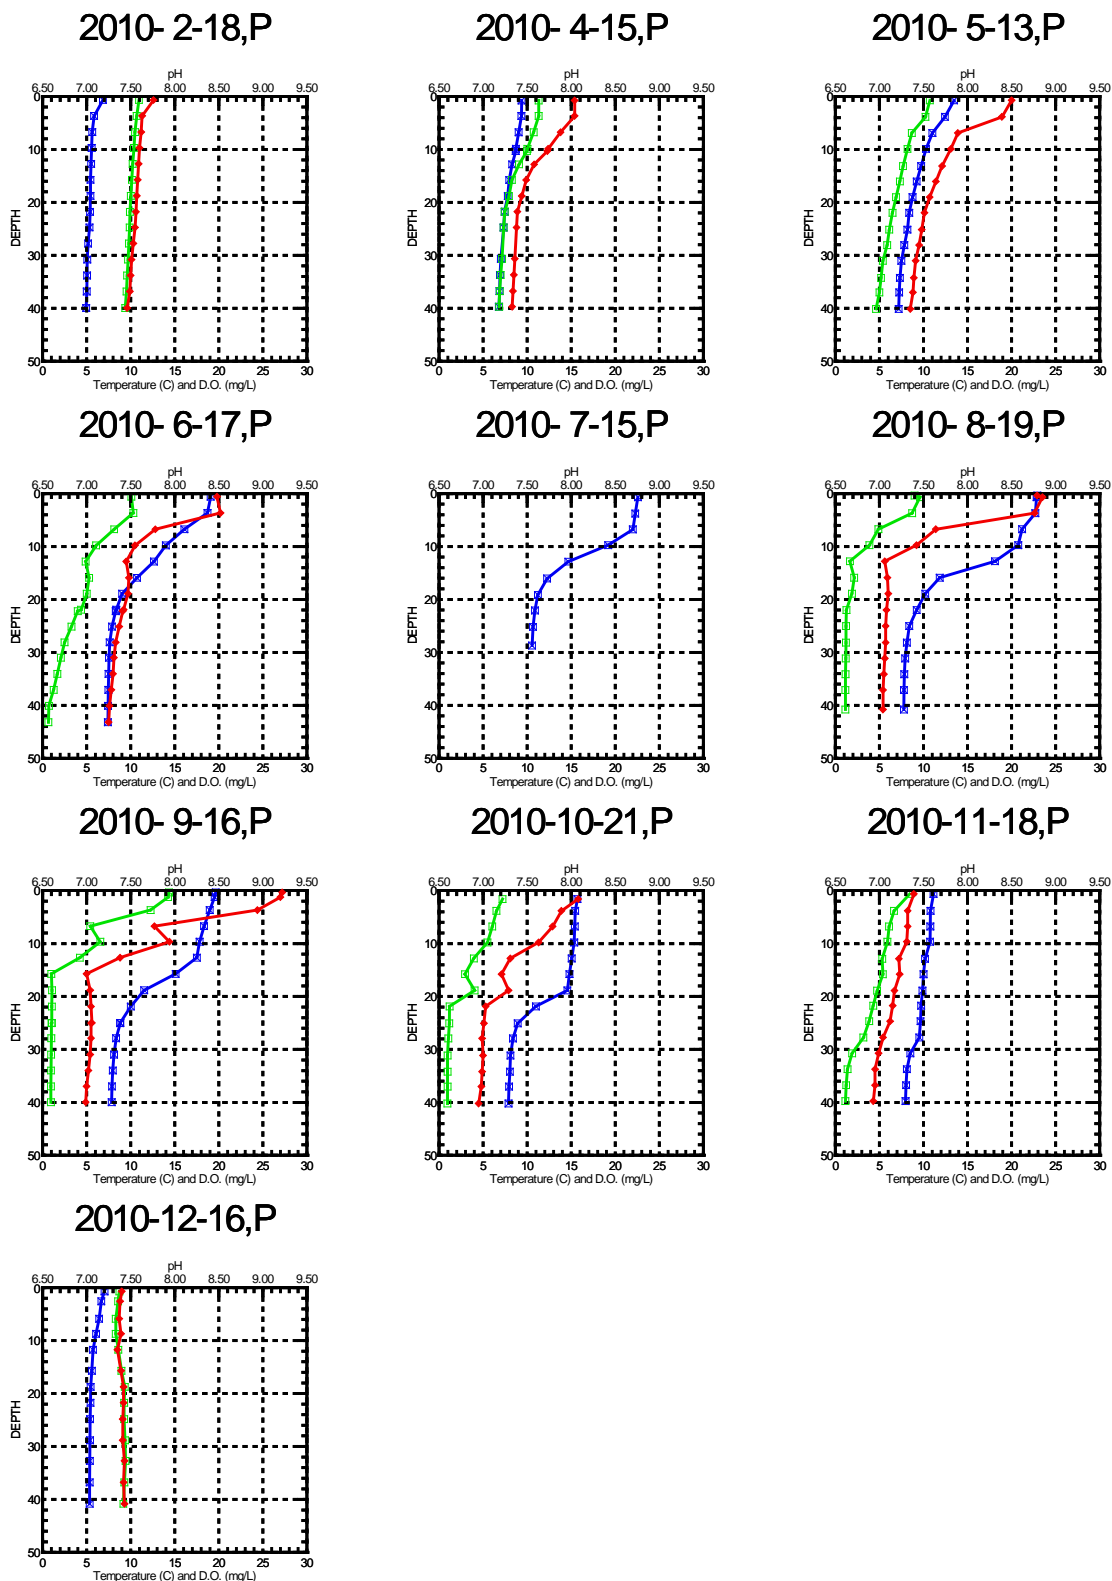 2010- 2-18,P
pH
6.50 7.00 7.50 8.00 8.50 9.00 9.50
0
10
20
30
40
50
DEPTH
0 5 10 15 20 25 30
Temperature (C) and D.O. (mg/L)
2010- 4-15,P
pH
6.50 7.00 7.50 8.00 8.50 9.00 9.50
0
10
20
30
40
50
DEPTH
0 5 10 15 20 25 30
Temperature (C) and D.O. (mg/L)
2010- 5-13,P
pH
6.50 7.00 7.50 8.00 8.50 9.00 9.50
0
10
20
30
40
50
DEPTH
0 5 10 15 20 25 30
Temperature (C) and D.O. (mg/L)
2010- 6-17,P
pH
6.50 7.00 7.50 8.00 8.50 9.00 9.50
0
10
20
30
40
50
DEPTH
0 5 10 15 20 25 30
Temperature (C) and D.O. (mg/L)
2010- 7-15,P
pH
6.50 7.00 7.50 8.00 8.50 9.00 9.50
0
10
20
30
40
50
DEPTH
0 5 10 15 20 25 30
Temperature (C) and D.O. (mg/L)
2010- 8-19,P
pH
6.50 7.00 7.50 8.00 8.50 9.00 9.50
0
10
20
30
40
50
DEPTH
0 5 10 15 20 25 30
Temperature (C) and D.O. (mg/L)
2010- 9-16,P
pH
6.50 7.00 7.50 8.00 8.50 9.00 9.50
0
10
20
30
40
50
DEPTH
0 5 10 15 20 25 30
Temperature (C) and D.O. (mg/L)
2010-10-21,P
pH
6.50 7.00 7.50 8.00 8.50 9.00 9.50
0
10
20
30
40
50
DEPTH
0 5 10 15 20 25 30
Temperature (C) and D.O. (mg/L)
2010-11-18,P
pH
6.50 7.00 7.50 8.00 8.50 9.00 9.50
0
10
20
30
40
50
DEPTH
0 5 10 15 20 25 30
Temperature (C) and D.O. (mg/L)
2010-12-16,P
pH
6.50 7.00 7.50 8.00 8.50 9.00 9.50
0
10
20
30
40
50
DEPTH
0 5 10 15 20 25 30
Temperature (C) and D.O. (mg/L)